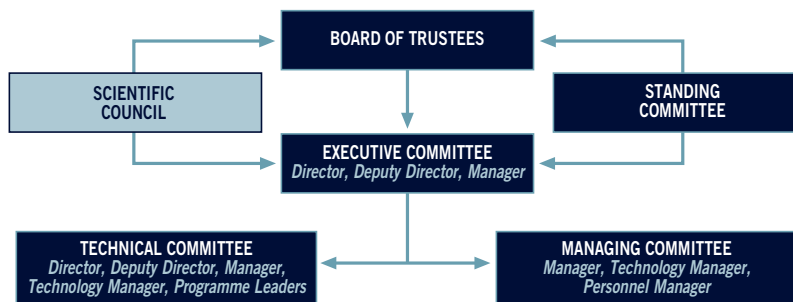 BOARD OF TRUSTEES
SCIENTIFIC
COUNCIL
STANDING
COMMITTEE
EXECUTIVE COMMITTEE
Director, Deputy Director, Manager
TECHNICAL COMMITTEE
Director, Deputy Director, Manager,
Technology Manager, Programme Leaders
MANAGING COMMITTEE
Manager, Technology Manager,
Personnel Manager